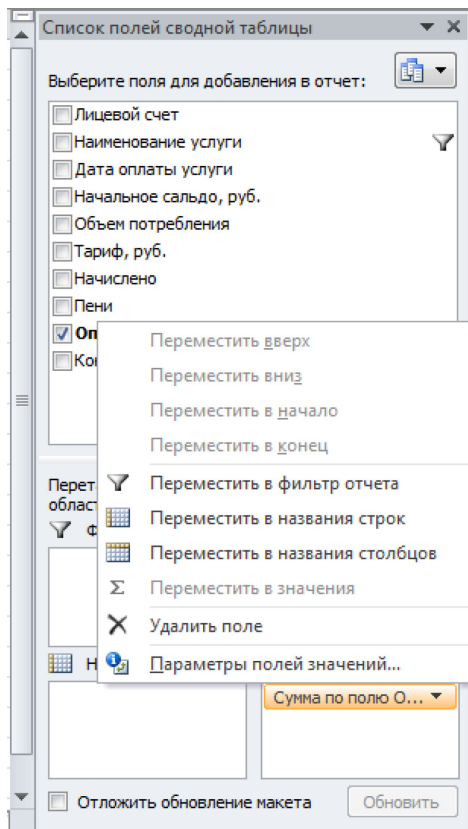 Список полей сводной таблицы
Выберите поля для добавления в отчет:
Лицевой счет
Наименование услуги
Дата оплаты услуги
Начальное сальдо, руб.
Объем потребления
Тариф, руб.
Начислено
Пени
Оп
Ко
Переместить вверх
Переместить вниз
Переместить в начало
Переместить в конец
Перет
област
Переместить в фильтр отчета
Переместить в названия строк
Переместить в названия столбцов
Σ Переместить в значения
Удалить поле
Н
Параметры полей значений...
Сумма по полю О...
Отложить обновление макета
Обновить